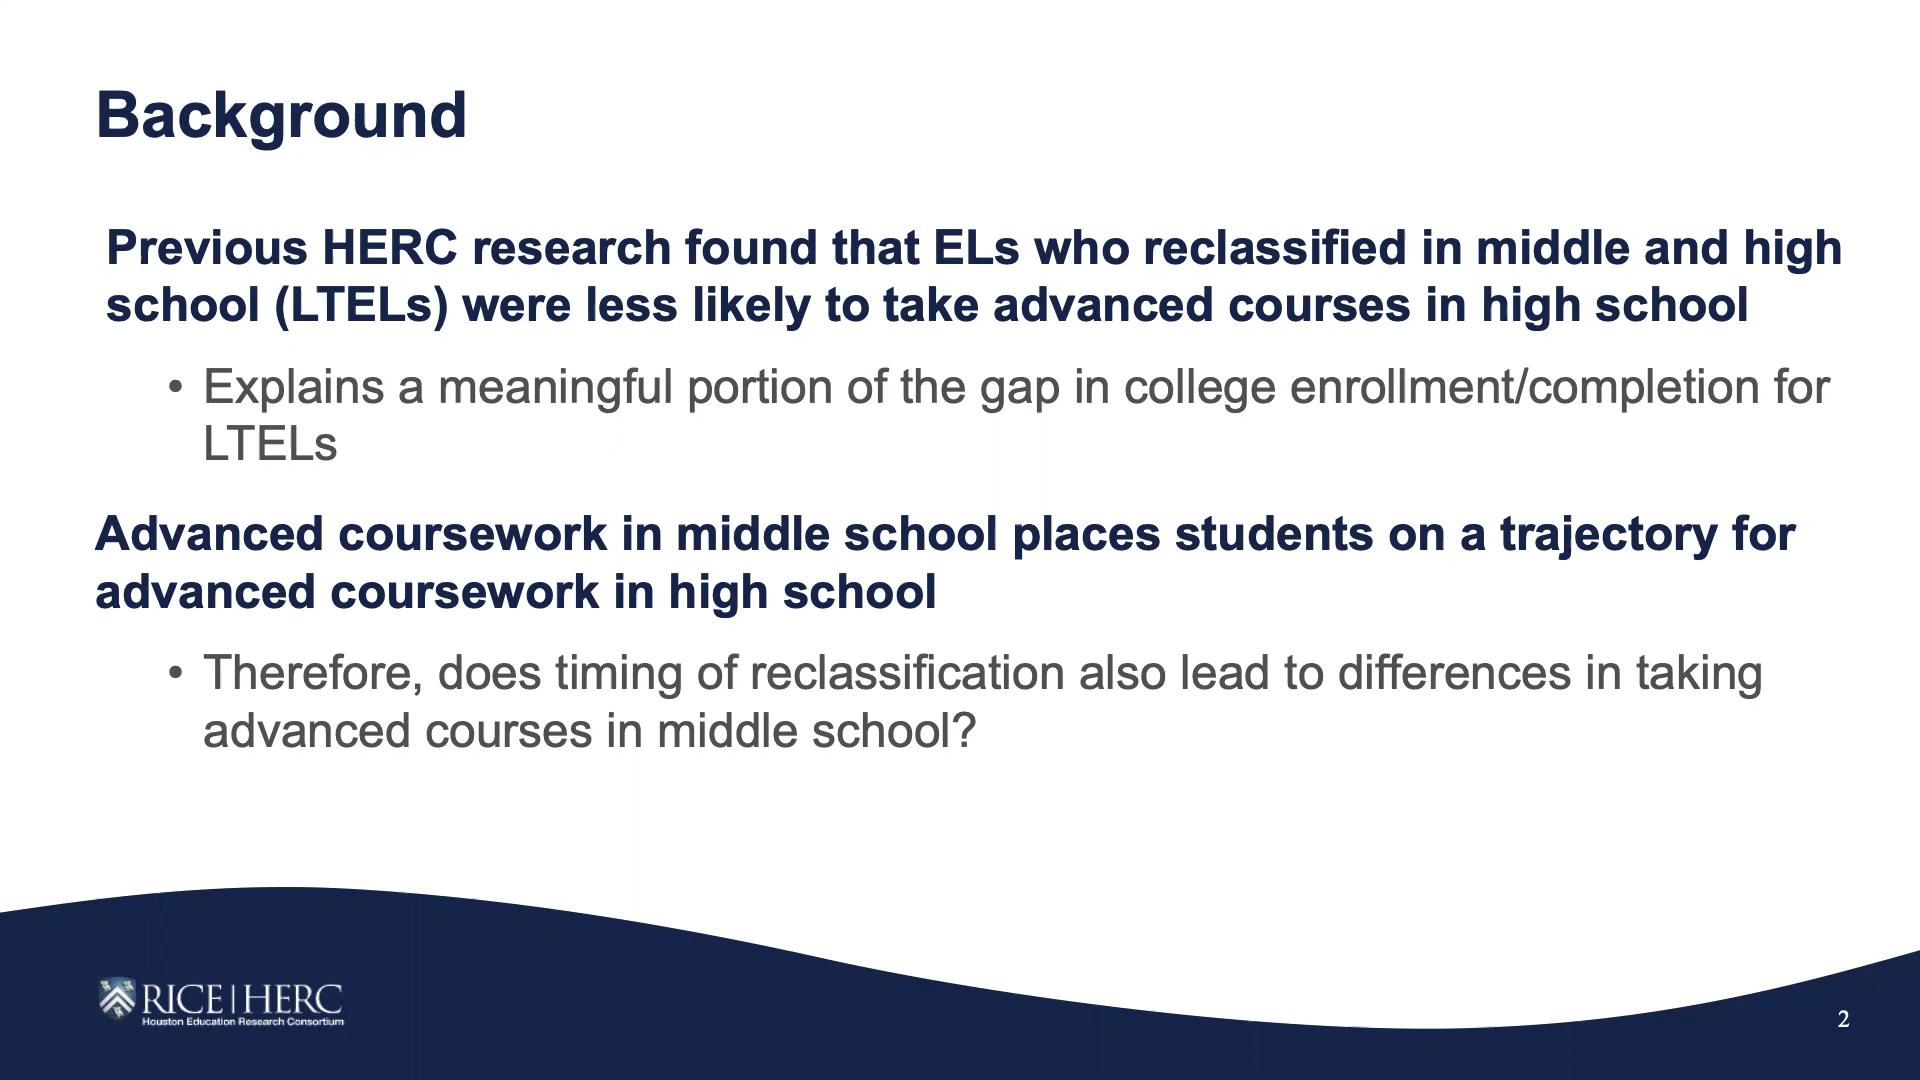 Background
Previous HERC research found that ELs who reclassified in middle and high
school (LTELs) were less likely to take advanced courses in high school
• Explains a meaningful portion of the gap in college enrollment/completion for
LTELs
Advanced coursework in middle school places students on a trajectory for
advanced coursework in high school
• Therefore, does timing of reclassification also lead to differences in taking
advanced courses in middle school?
RICE|HERC
Houston Education Research Consortium
2